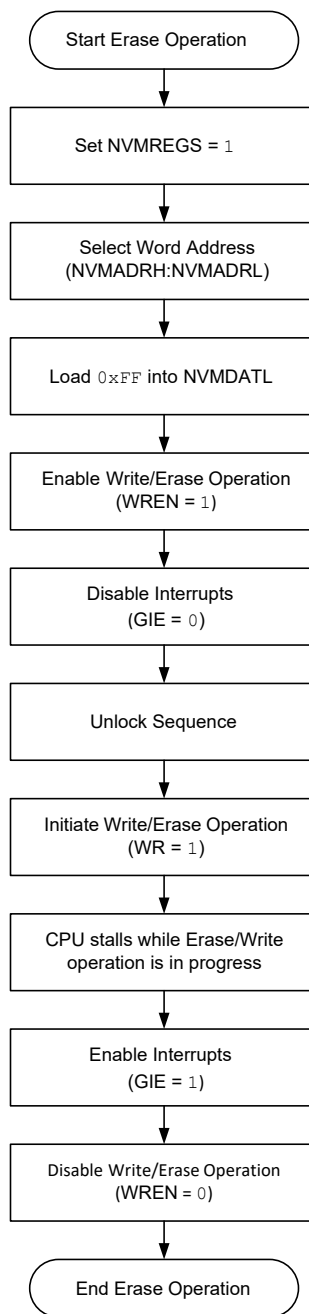 Start Erase Operation
Set NVMREGS = 1
Select Word Address
(NVMADRH:NVMADRL)
Load 0xFF into NVMDATL
Enable Write/Erase Operation
(WREN = 1)
Disable Interrupts
(GIE = 0)
Unlock Sequence
Initiate Write/Erase Operation
(WR = 1)
CPU stalls while Erase/Write
operation is in progress
Enable Interrupts
(GIE = 1)
Disable Write/Erase Operation
(WREN = 0)
End Erase Operation